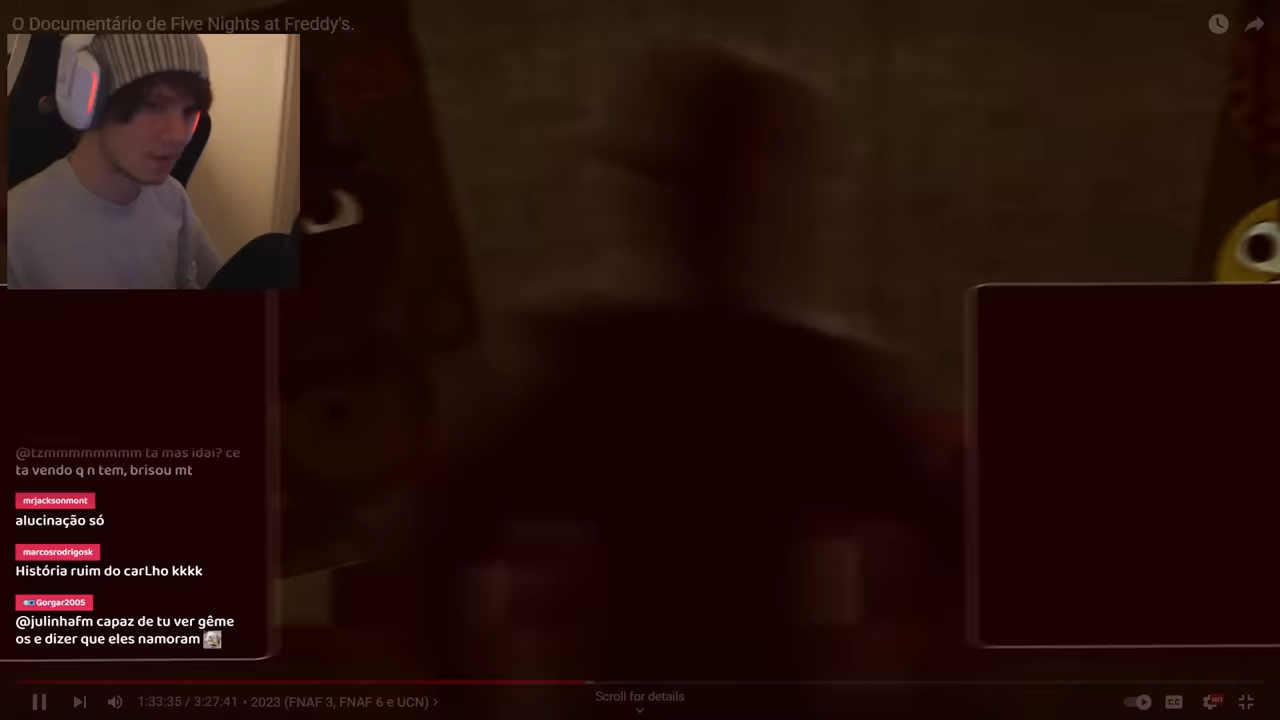 O Documentário de Five Nights at Freddy's.
@tzmmmmmmmm ta mas idai? ce
ta vendo q n tem, brisou mt
mrjacksonmont
alucinação só
marcosrodrigosk
História ruim do carLho kkkk
Gorgar2005
@julinhafm capaz de tu ver gême
os e dizer que eles namoram
Scroll for details
1:33:35 / 3:27:41 • 2023 (FNAF 3, FNAF 6 e UCN) >
CC
HD